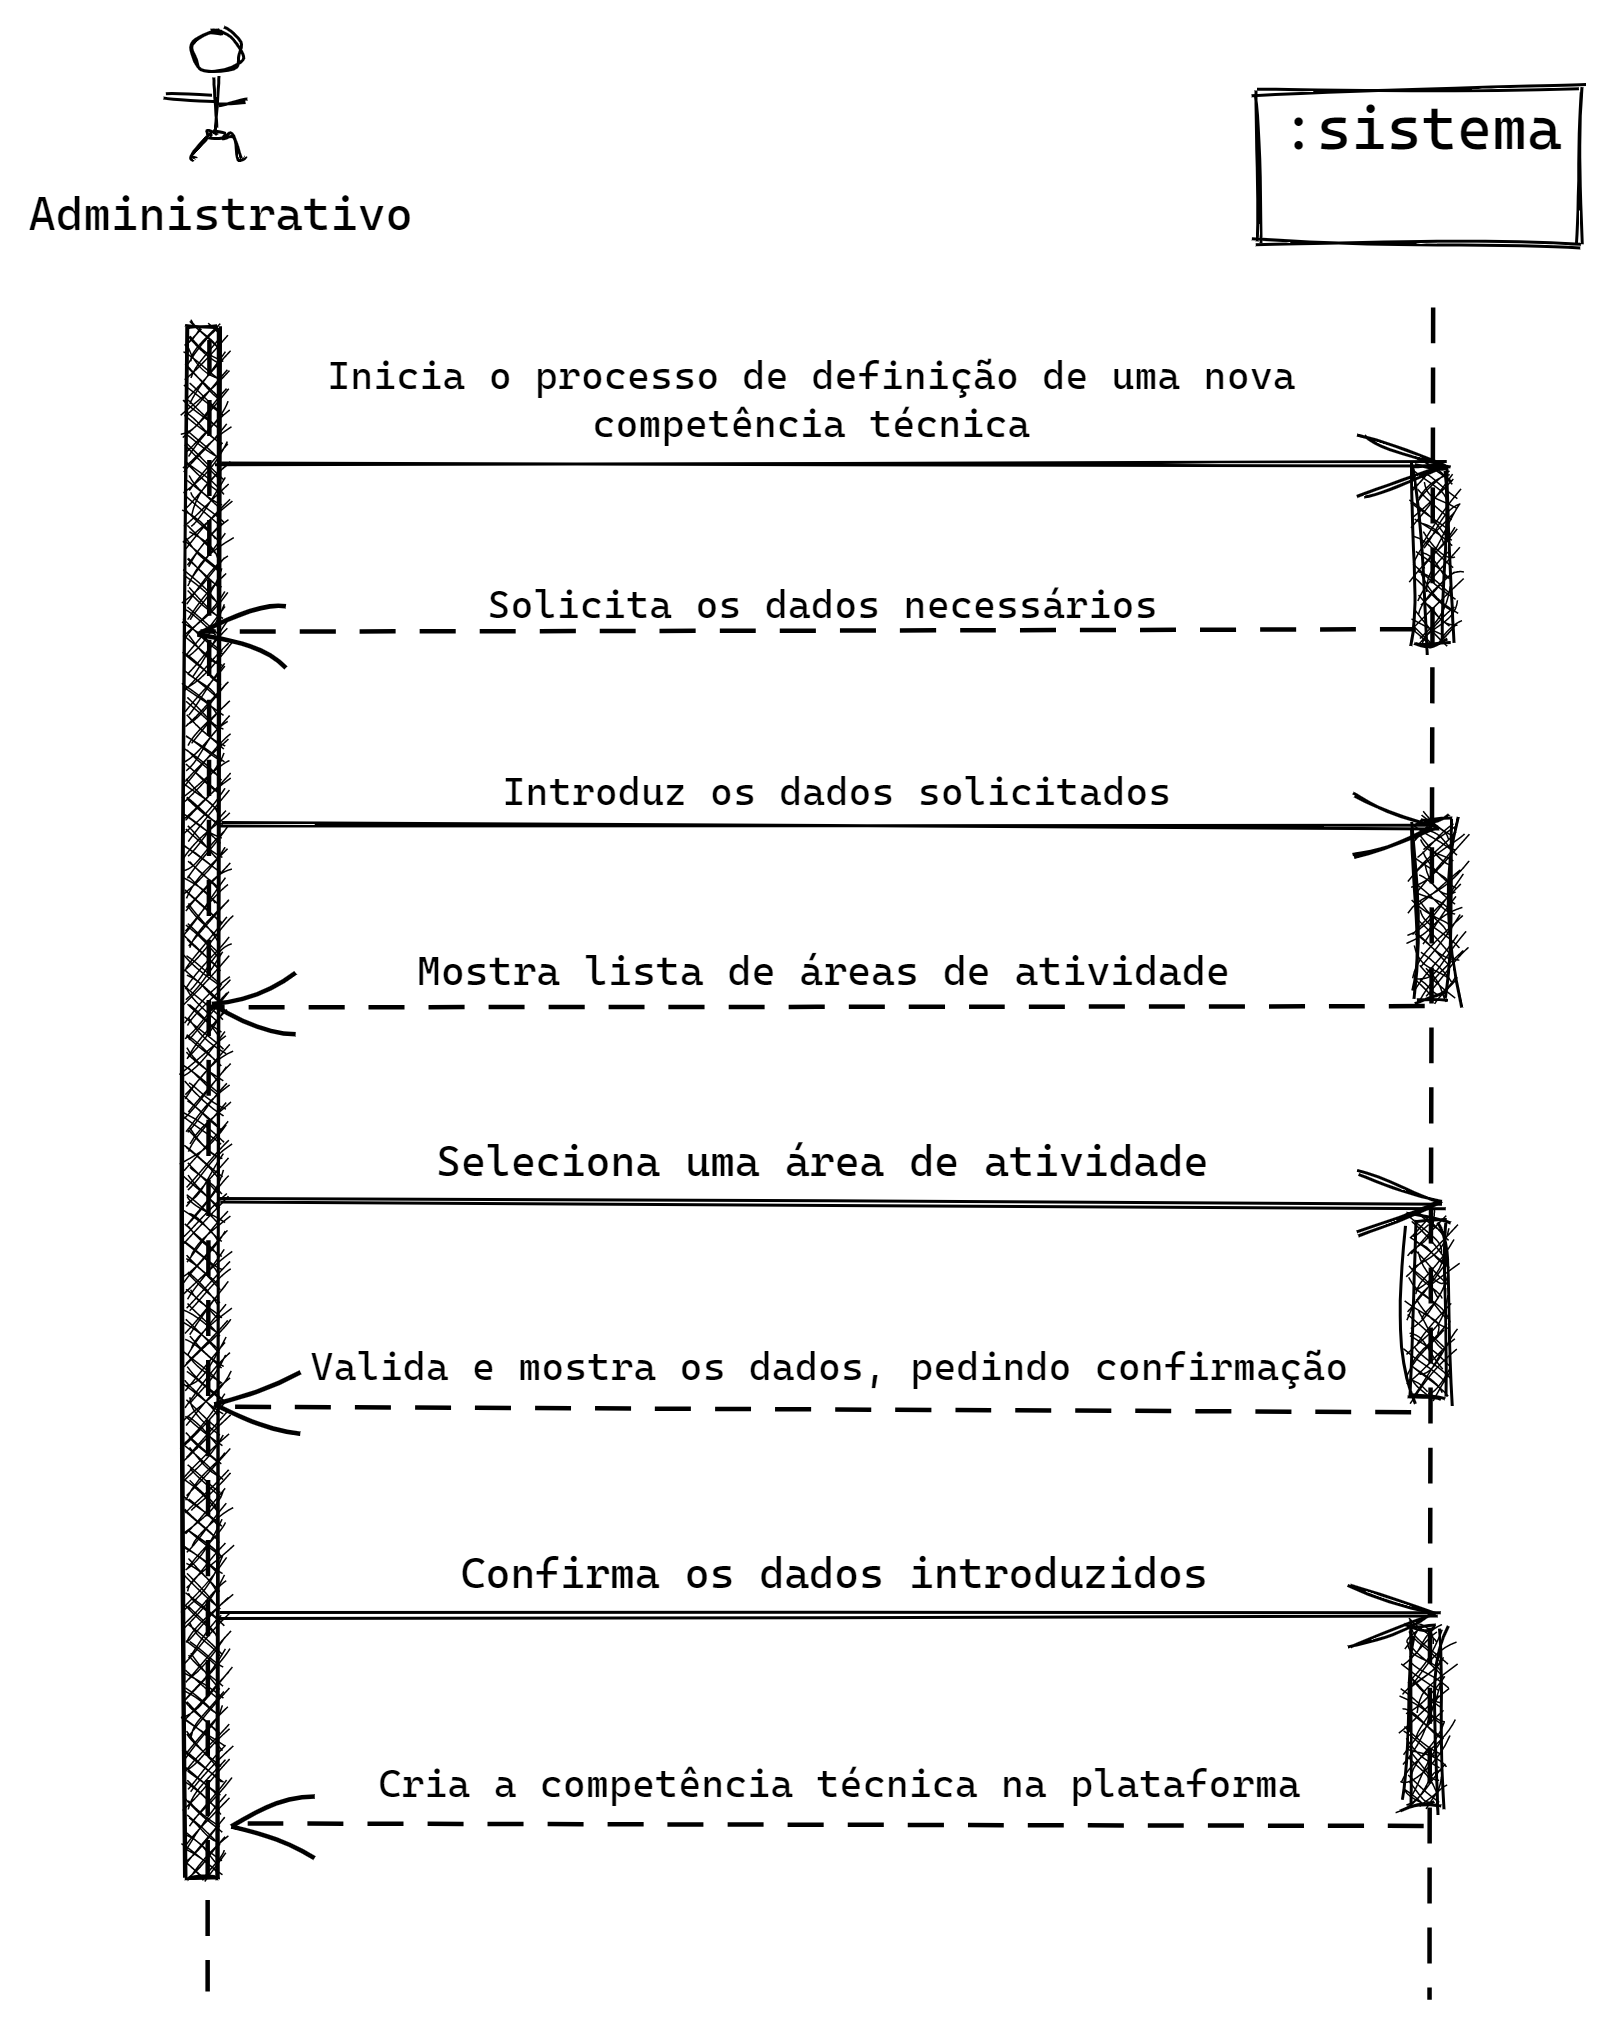 Administrativo
:sistema
Inicia o processo de definição de uma nova
competência técnica
Solicita os dados necessários
Introduz os dados solicitados
Mostra lista de áreas de atividade
Seleciona uma área de atividade
Valida e mostra os dados, pedindo confirmação
Confirma os dados introduzidos
Cria a competência técnica na plataforma